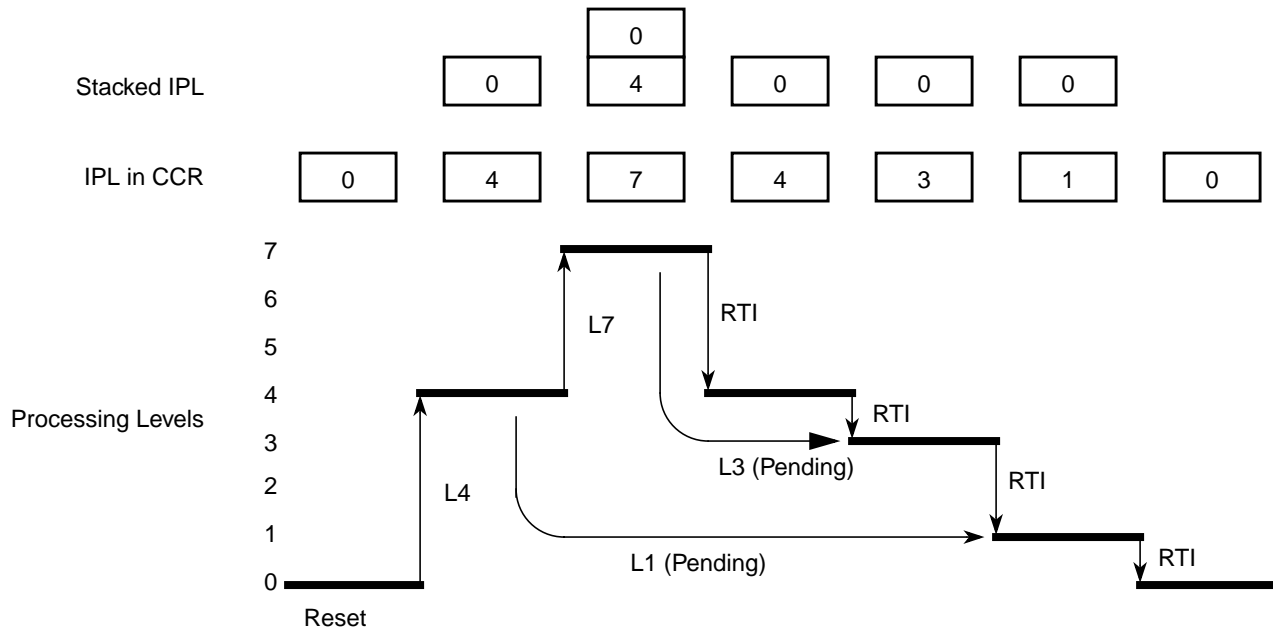 0
Stacked IPL 0 4 0 0 0
IPL in CCR 0 4 7 4 3 1 0
7
6
L7 RTI
5
4
Processing Levels RTI
3
L3 (Pending)
2 L4 RTI
1
L1 (Pending) RTI
0
Reset